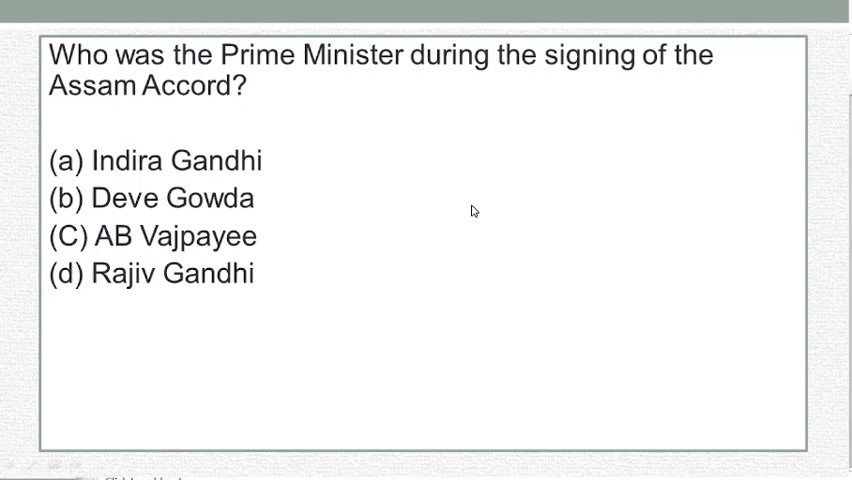 Who was the Prime Minister during the signing of the
Assam Accord?
(a) Indira Gandhi
(b) Deve Gowda
(C) AB Vajpayee
(d) Rajiv Gandhi